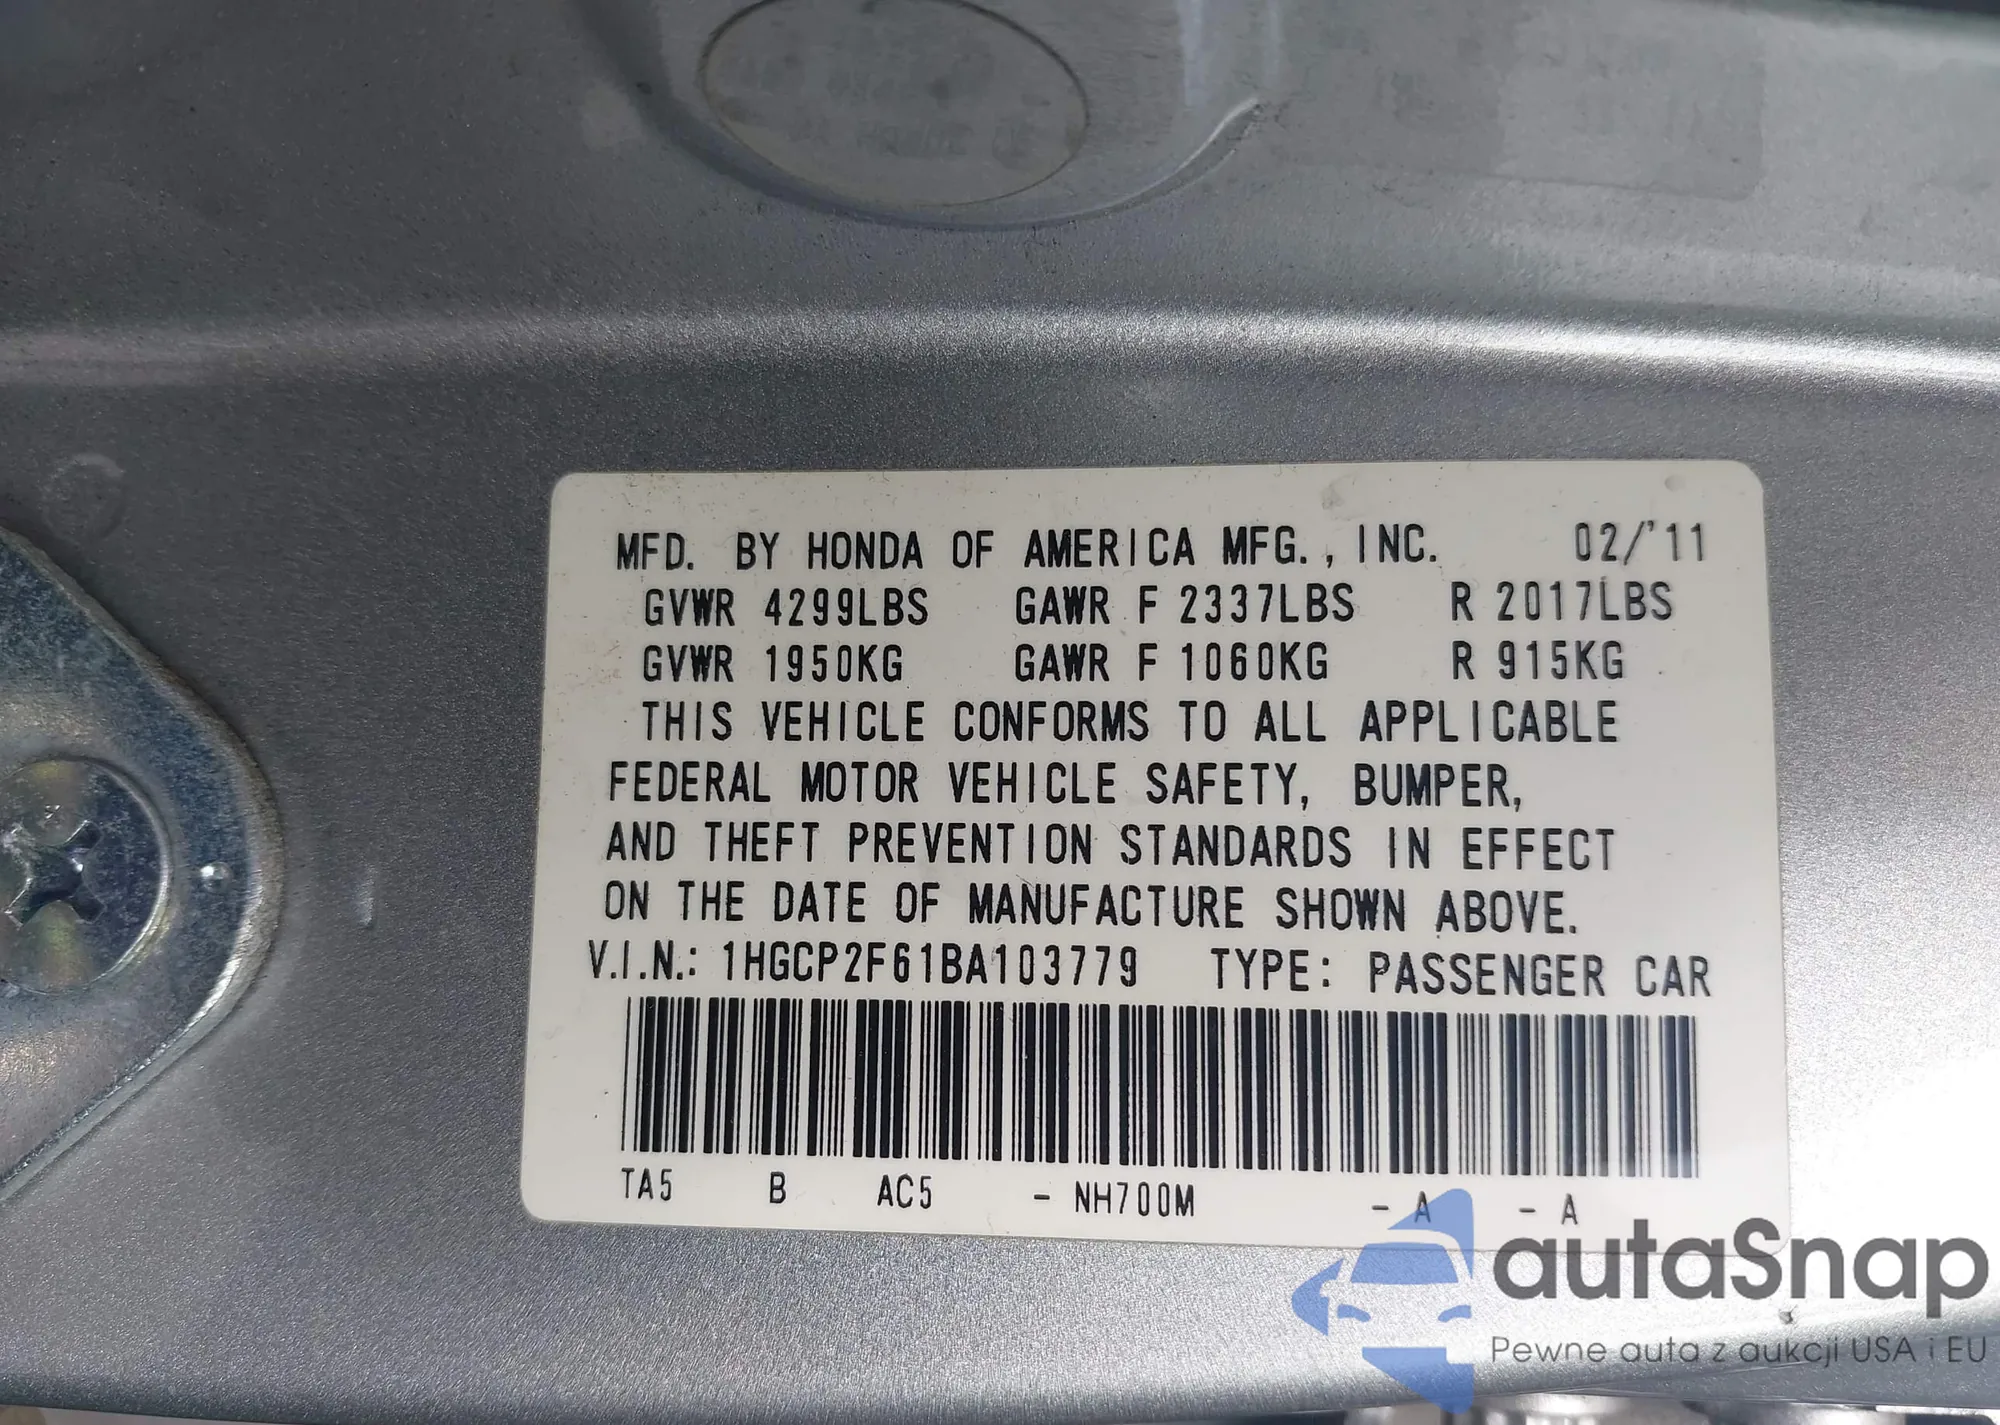 MFD. BY HONDA OF AMERICA MFG., INC. 02/'11
GVWR 4299LBS GAWR F 2337LBS R 2017LBS
GVWR 1950KG GAWR F 1060KG R 915KG
THIS VEHICLE CONFORMS TO ALL APPLICABLE
FEDERAL MOTOR VEHICLE SAFETY, BUMPER,
AND THEFT PREVENTION STANDARDS IN EFFECT
ON THE DATE OF MANUFACTURE SHOWN ABOVE.
V.I.N.: 1HGCP2F61BA103779 TYPE: PASSENGER CAR
TA5 B AC5 - NH700M - A - A
autaSnap
Pewne auta z aukcji USA i EU